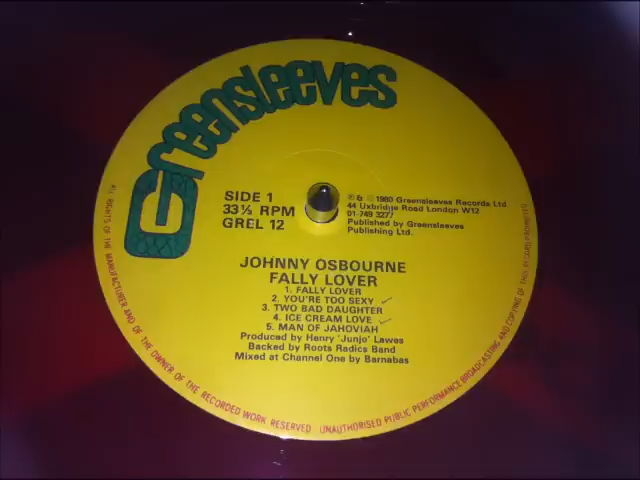 Greensleeves
SIDE 1
33⅓ RPM
GREL 12
℗ & © 1980 Greensleeves Records Ltd
44 Uxbridge Road London W12
01-749 3277
Published by Greensleeves
Publishing Ltd.
JOHNNY OSBOURNE
FALLY LOVER
1. FALLY LOVER
2. YOU'RE TOO SEXY
3. TWO BAD DAUGHTER
4. ICE CREAM LOVE
5. MAN OF JAHOVIAH
Produced by Henry 'Junjo' Lawes
Backed by Roots Radics Band
Mixed at Channel One by Barnabas
ALL RIGHTS OF THE MANUFACTURER AND OF THE OWNER OF THE RECORDED WORK RESERVED UNAUTHORISED PUBLIC PERFORMANCE BROADCASTING AND COPYING OF THIS RECORD PROHIBITED